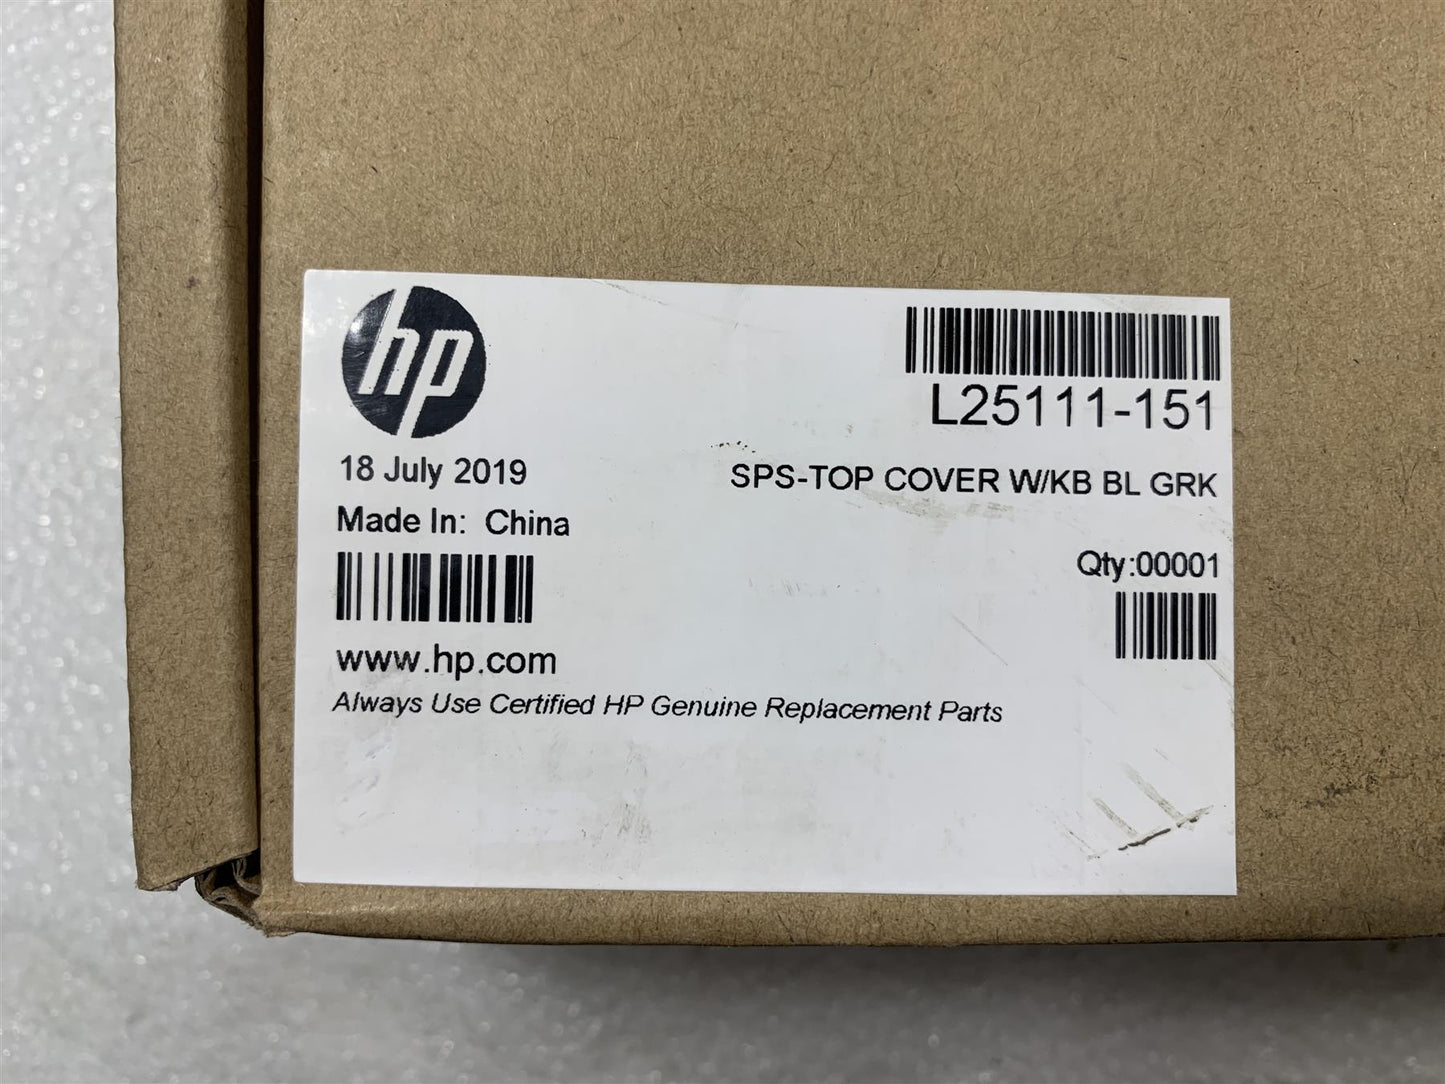 hp
L25111-151
18 July 2019
SPS-TOP COVER W/KB BL GRK
Made In: China
Qty:00001
www.hp.com
Always Use Certified HP Genuine Replacement Parts